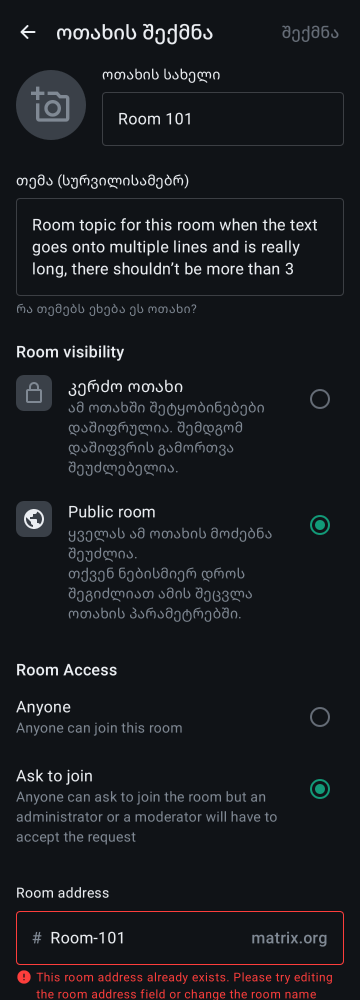 ოთახის შექმნა
შექმნა
ოთახის სახელი
Room 101
თემა (სურვილისამებრ)
Room topic for this room when the text
goes onto multiple lines and is really
long, there shouldn’t be more than 3
რა თემებს ეხება ეს ოთახი?
Room visibility
კერძო ოთახი
ამ ოთახში შეტყობინებები
დაშიფრულია. შემდგომ
დაშიფვრის გამორთვა
შეუძლებელია.
Public room
ყველას ამ ოთახის მოძებნა
შეუძლია.
თქვენ ნებისმიერ დროს
შეგიძლიათ ამის შეცვლა
ოთახის პარამეტრებში.
Room Access
Anyone
Anyone can join this room
Ask to join
Anyone can ask to join the room but an
administrator or a moderator will have to
accept the request
Room address
# Room-101 matrix.org
This room address already exists. Please try editing
the room address field or change the room name